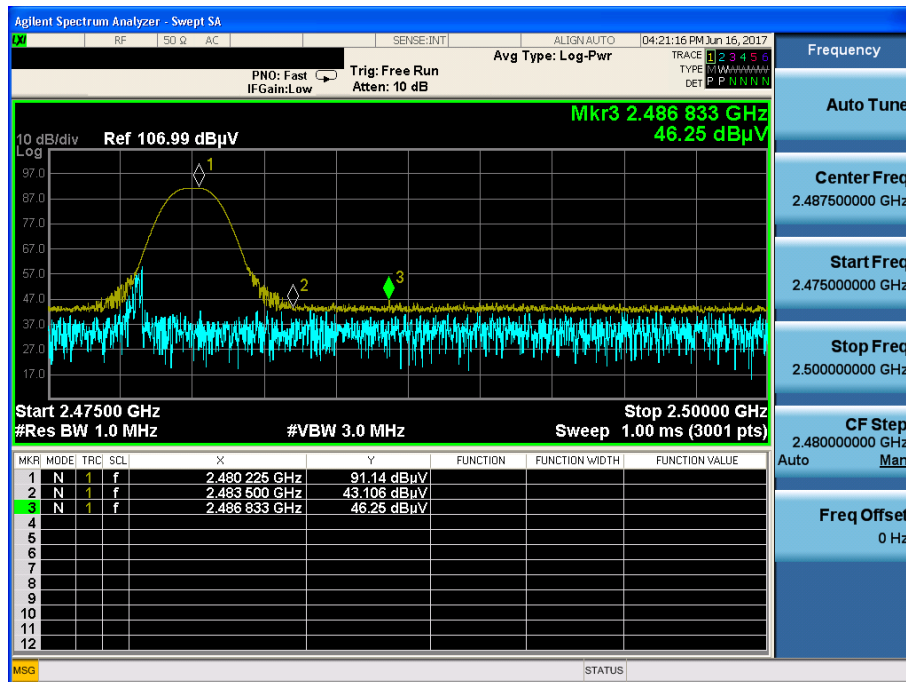 Agilent Spectrum Analyzer - Swept SA
LXI RF 50 Ω AC SENSE:INT ALIGN AUTO 04:21:16 PM Jun 16, 2017
PNO: Fast Trig: Free Run Avg Type: Log-Pwr TRACE 1 2 3 4 5 6
IFGain:Low Atten: 10 dB TYPE M W
DET P P N N N N
Mkr3 2.486 833 GHz
46.25 dBµV
10 dB/div Ref 106.99 dBµV
Log
97.0
87.0
77.0
67.0
57.0
47.0
37.0
27.0
17.0
1
2
3
Start 2.47500 GHz Stop 2.50000 GHz
#Res BW 1.0 MHz #VBW 3.0 MHz Sweep 1.00 ms (3001 pts)
MKR MODE TRC SCL X Y FUNCTION FUNCTION WIDTH FUNCTION VALUE
1 N 1 f 2.480 225 GHz 91.14 dBµV
2 N 1 f 2.483 500 GHz 43.106 dBµV
3 N 1 f 2.486 833 GHz 46.25 dBµV
4
5
6
7
8
9
10
11
12
MSG STATUS
Frequency
Auto Tune
Center Freq
2.487500000 GHz
Start Freq
2.475000000 GHz
Stop Freq
2.500000000 GHz
CF Step
2.480000000 GHz
Auto Man
Freq Offset
0 Hz